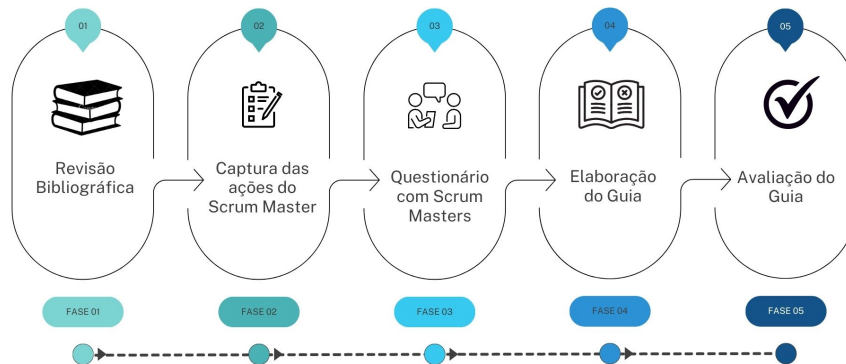 01
02
03
04
05
Revisão
Bibliográfica
Captura das
ações do
Scrum Master
Questionário
com Scrum
Masters
Elaboração
do Guia
Avaliação do
Guia
FASE 01
FASE 02
FASE 03
FASE 04
FASE 05